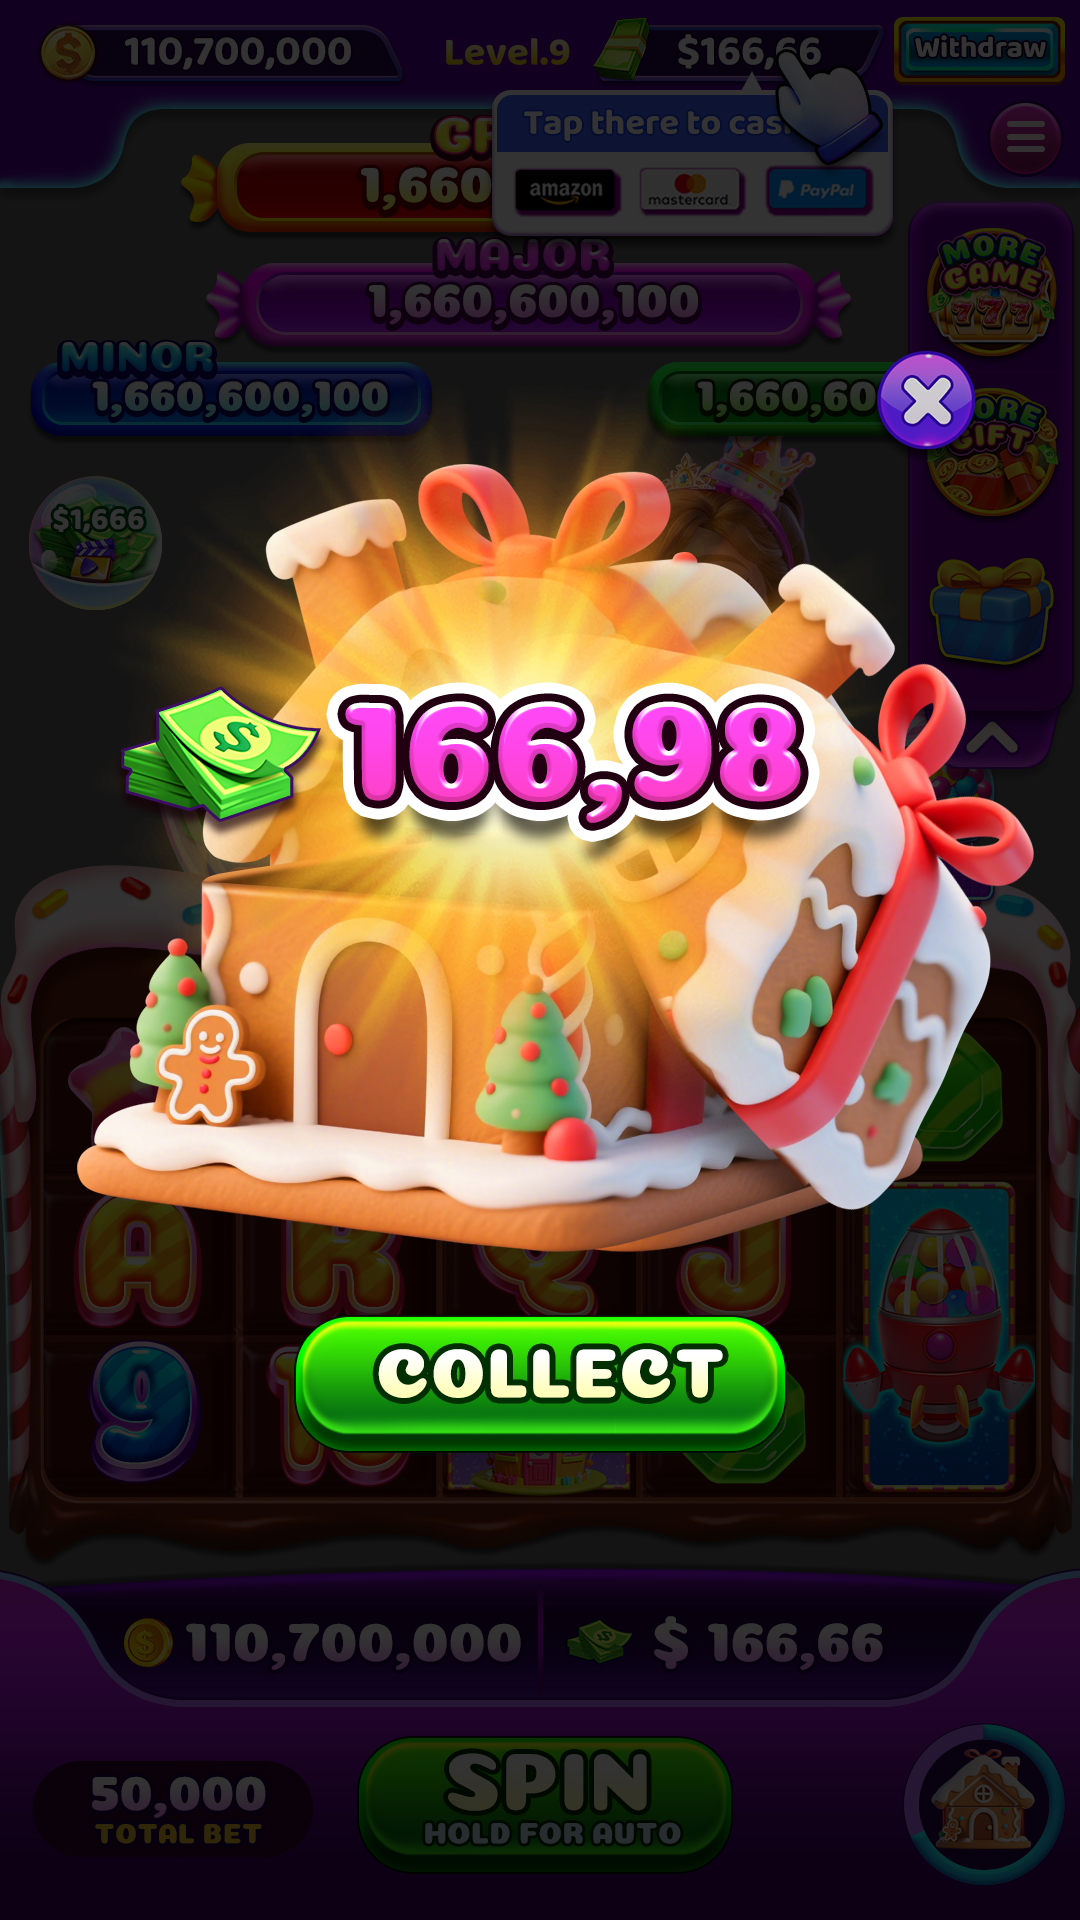 110,700,000
Level.9
$166,66
Withdraw
Tap there to cas
1,660
amazon
mastercard
PayPal
MAJOR
1,660,600,100
MORE
GAME
777
MINOR
1,660,600,100
1,660,60
GIFT
$1,666
166,98
A
R
Q
J
9
COLLECT
110,700,000
$ 166,66
50,000
TOTAL BET
SPIN
HOLD FOR AUTO